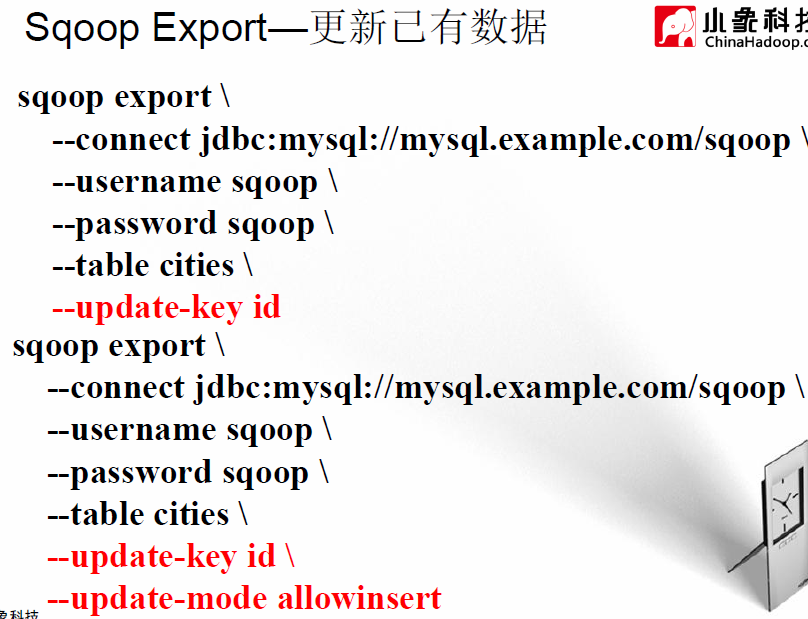 Sqoop Export—更新已有数据
小象科技
ChinaHadoop.c
sqoop export \
--connect jdbc:mysql://mysql.example.com/sqoop \
--username sqoop \
--password sqoop \
--table cities \
--update-key id
sqoop export \
--connect jdbc:mysql://mysql.example.com/sqoop \
--username sqoop \
--password sqoop \
--table cities \
--update-key id \
--update-mode allowinsert
象科技